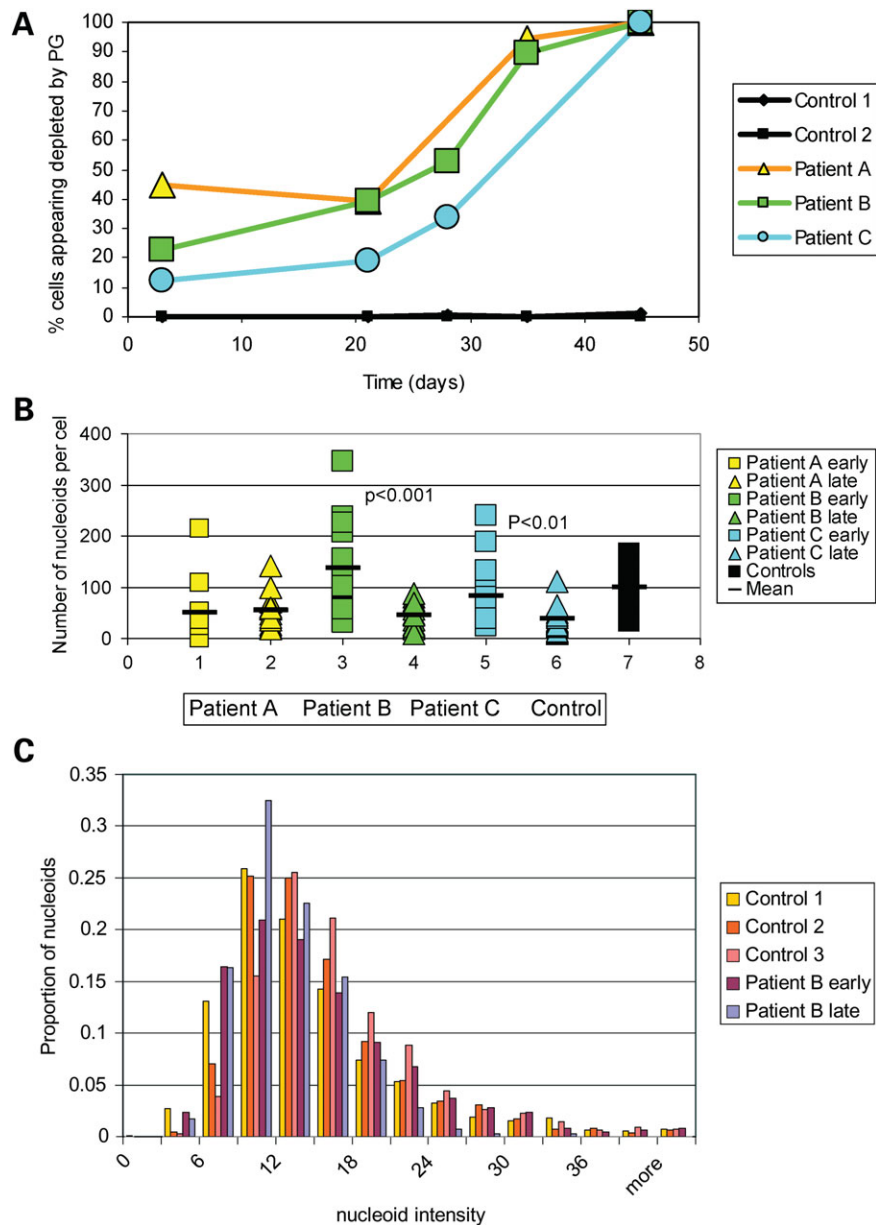 A
% cells appearing depleted by PG
100
90
80
70
60
50
40
30
20
10
0
0 10 20 30 40 50
Time (days)
Control 1
Control 2
Patient A
Patient B
Patient C
B
Number of nucleoids per cel
400
300
200
100
0
p<0.001
P<0.01
0 1 2 3 4 5 6 7 8
Patient A Patient B Patient C Control
Patient A early
Patient A late
Patient B early
Patient B late
Patient C early
Patient C late
Controls
Mean
C
Proportion of nucleoids
0.35
0.3
0.25
0.2
0.15
0.1
0.05
0
0 6 12 18 24 30 36 more
nucleoid intensity
Control 1
Control 2
Control 3
Patient B early
Patient B late